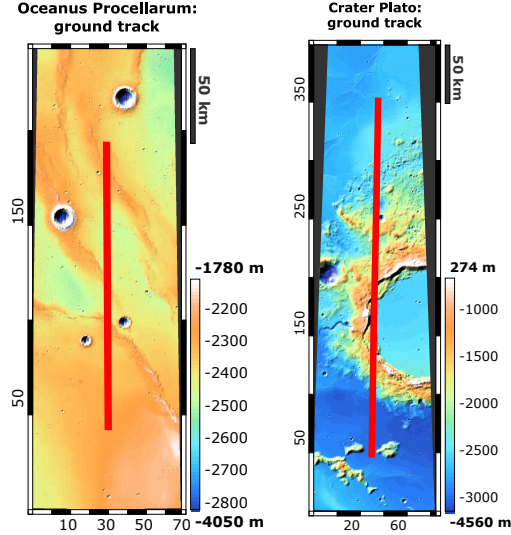 Oceanus Procellarum:
ground track
50 km
150
50
10 30 50 70
-1780 m
-2200
-2300
-2400
-2500
-2600
-2700
-2800
-4050 m
Crater Plato:
ground track
50 km
350
250
150
50
20 60
274 m
-1000
-1500
-2000
-2500
-3000
-4560 m